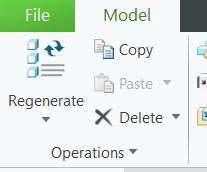 File Model
Copy
Paste
Regenerate
Delete
Operations